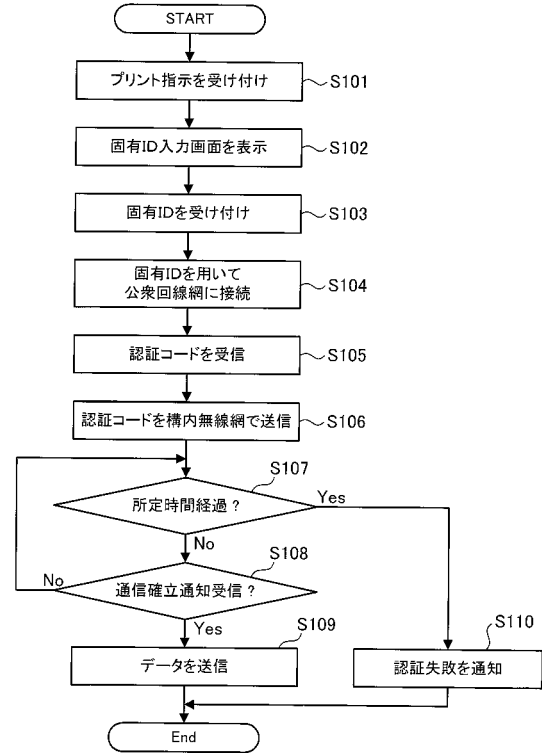 START
プリント指示を受け付け
S101
固有ID入力画面を表示
S102
固有IDを受け付け
S103
固有IDを用いて
公衆回線網に接続
S104
認証コードを受信
S105
認証コードを構内無線網で送信
S106
S107
所定時間経過？
Yes
No
S108
通信確立通知受信？
No
Yes
S109
データを送信
S110
認証失敗を通知
End